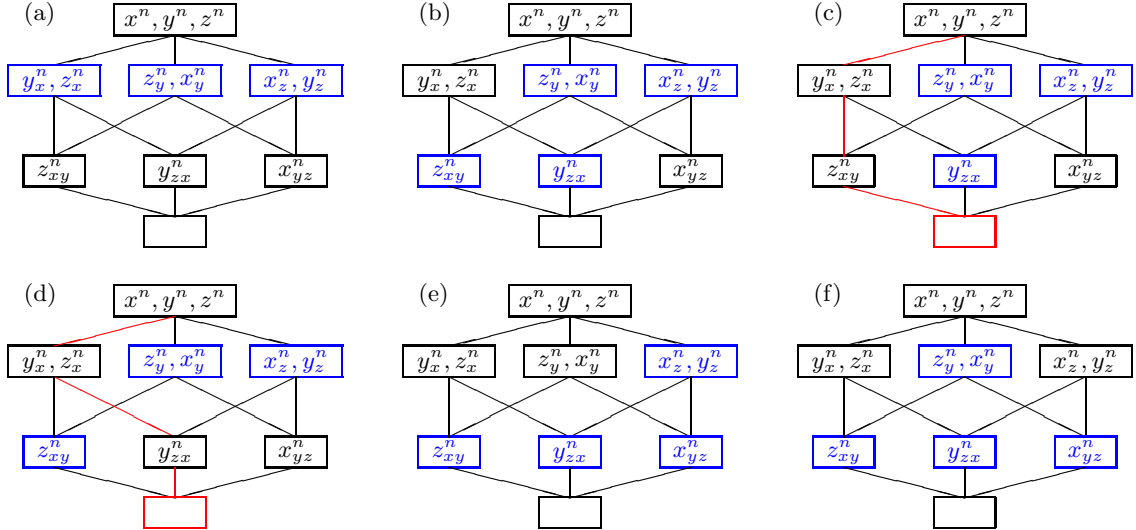 (a) $x^n, y^n, z^n$ (b) $x^n, y^n, z^n$ (c) $x^n, y^n, z^n$
$y_x^n, z_x^n$ $z_y^n, x_y^n$ $x_z^n, y_z^n$ $y_x^n, z_x^n$ $z_y^n, x_y^n$ $x_z^n, y_z^n$ $y_x^n, z_x^n$ $z_y^n, x_y^n$ $x_z^n, y_z^n$
$z_{xy}^n$ $y_{zx}^n$ $x_{yz}^n$ $z_{xy}^n$ $y_{zx}^n$ $x_{yz}^n$ $z_{xy}^n$ $y_{zx}^n$ $x_{yz}^n$
(d) $x^n, y^n, z^n$ (e) $x^n, y^n, z^n$ (f) $x^n, y^n, z^n$
$y_x^n, z_x^n$ $z_y^n, x_y^n$ $x_z^n, y_z^n$ $y_x^n, z_x^n$ $z_y^n, x_y^n$ $x_z^n, y_z^n$ $y_x^n, z_x^n$ $z_y^n, x_y^n$ $x_z^n, y_z^n$
$z_{xy}^n$ $y_{zx}^n$ $x_{yz}^n$ $z_{xy}^n$ $y_{zx}^n$ $x_{yz}^n$ $z_{xy}^n$ $y_{zx}^n$ $x_{yz}^n$